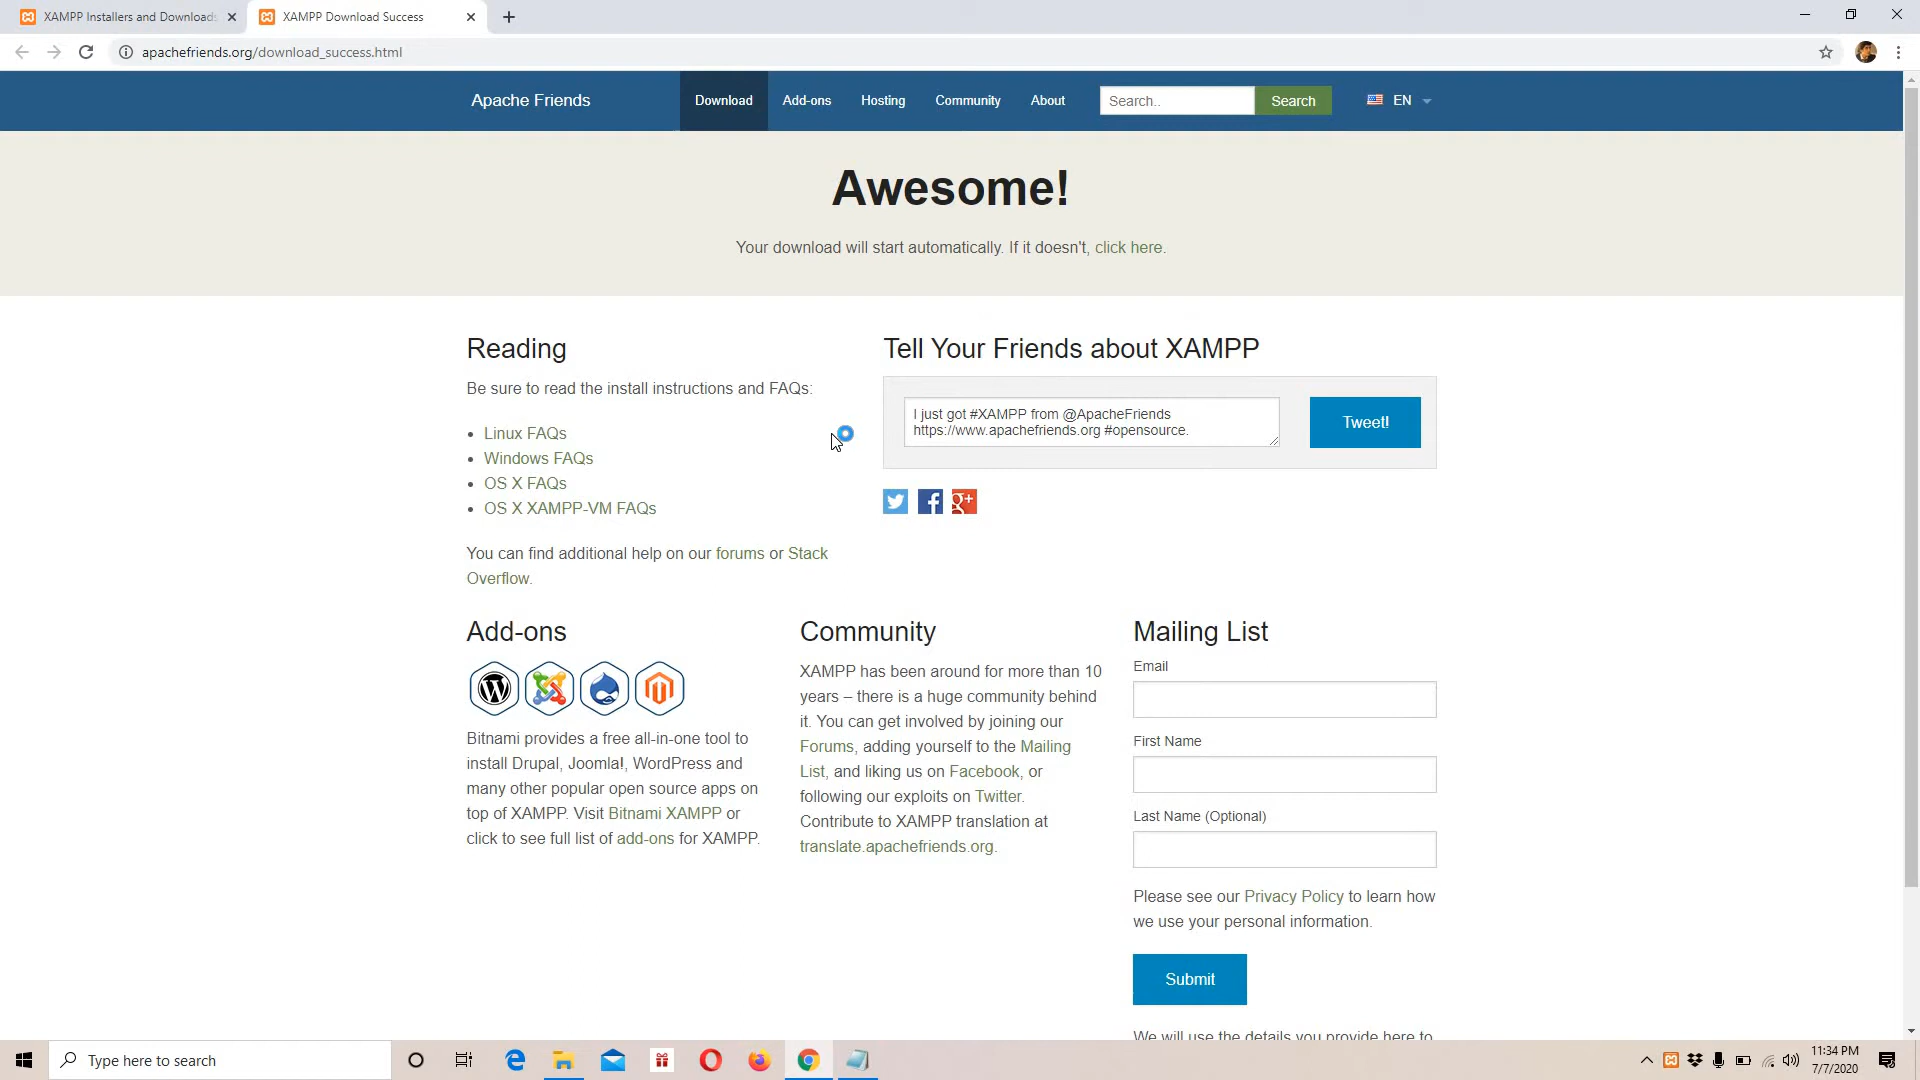 XAMPP Installers and Downloads
XAMPP Download Success
apachefriends.org/download_success.html
Apache Friends
Download
Add-ons
Hosting
Community
About
Search..
Search
EN
Awesome!
Your download will start automatically. If it doesn't, click here.
Reading
Be sure to read the install instructions and FAQs:
Linux FAQs
Windows FAQs
OS X FAQs
OS X XAMPP-VM FAQs
You can find additional help on our forums or Stack
Overflow.
Tell Your Friends about XAMPP
I just got #XAMPP from @ApacheFriends
https://www.apachefriends.org #opensource.
Tweet!
Add-ons
Bitnami provides a free all-in-one tool to
install Drupal, Joomla!, WordPress and
many other popular open source apps on
top of XAMPP. Visit Bitnami XAMPP or
click to see full list of add-ons for XAMPP.
Community
XAMPP has been around for more than 10
years – there is a huge community behind
it. You can get involved by joining our
Forums, adding yourself to the Mailing
List, and liking us on Facebook, or
following our exploits on Twitter.
Contribute to XAMPP translation at
translate.apachefriends.org.
Mailing List
Email
First Name
Last Name (Optional)
Please see our Privacy Policy to learn how
we use your personal information.
Submit
We will use the details you provide here to
Type here to search
11:34 PM
7/7/2020